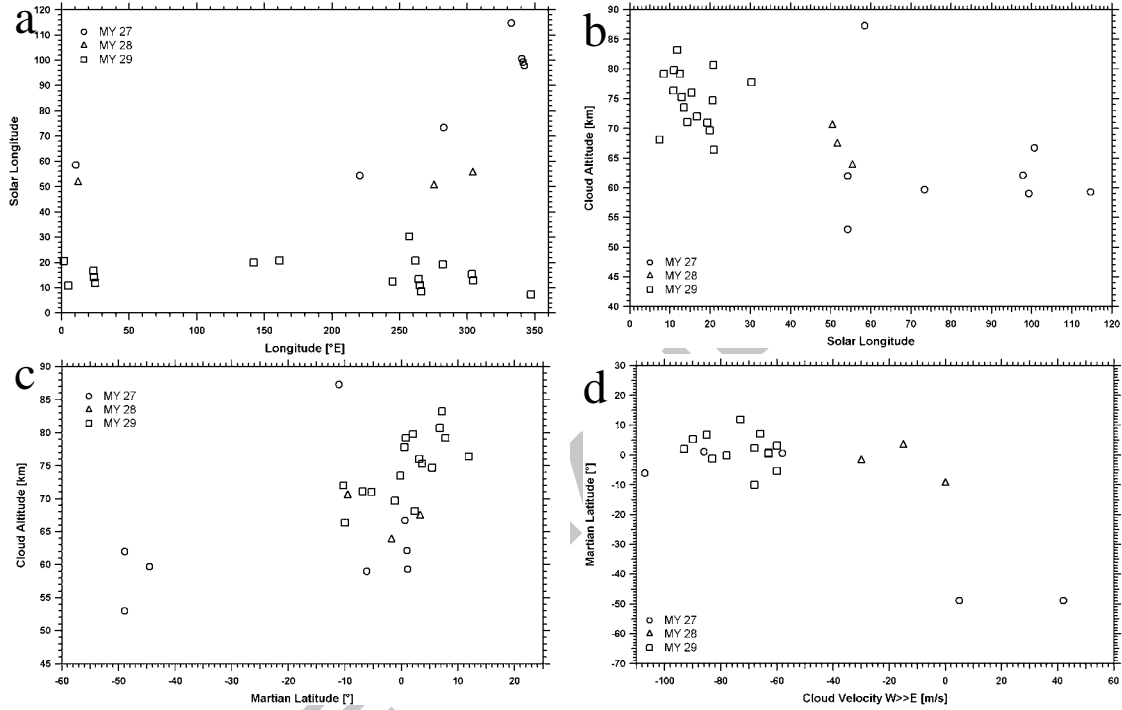 a
MY 27
MY 28
MY 29
120
110
100
90
80
70
60
50
40
30
20
10
0
Solar Longitude
0 50 100 150 200 250 300 350
Longitude [°E]
b
90
85
80
75
70
65
60
55
50
45
40
Cloud Altitude [km]
MY 27
MY 28
MY 29
0 10 20 30 40 50 60 70 80 90 100 110 120
Solar Longitude
c
90
85
80
75
70
65
60
55
50
45
Cloud Altitude [km]
MY 27
MY 28
MY 29
-60 -50 -40 -30 -20 -10 0 10 20
Martian Latitude [°]
d
30
20
10
0
-10
-20
-30
-40
-50
-60
-70
Martian Latitude [°]
MY 27
MY 28
MY 29
-100 -80 -60 -40 -20 0 20 40 60
Cloud Velocity W>>E [m/s]